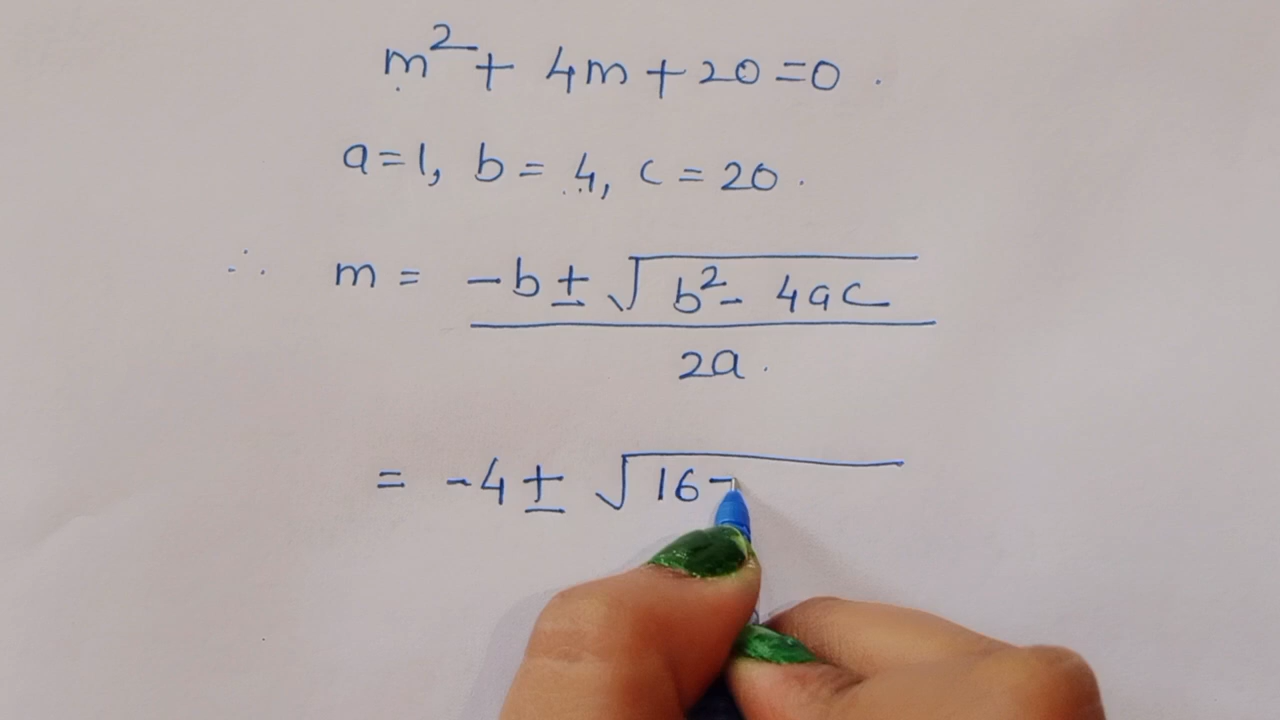 m² + 4m + 20 = 0 .
a = 1, b = 4, c = 20 .
∴ m = (-b ± √(b² - 4ac)) / 2a .
= -4 ± √(16 -